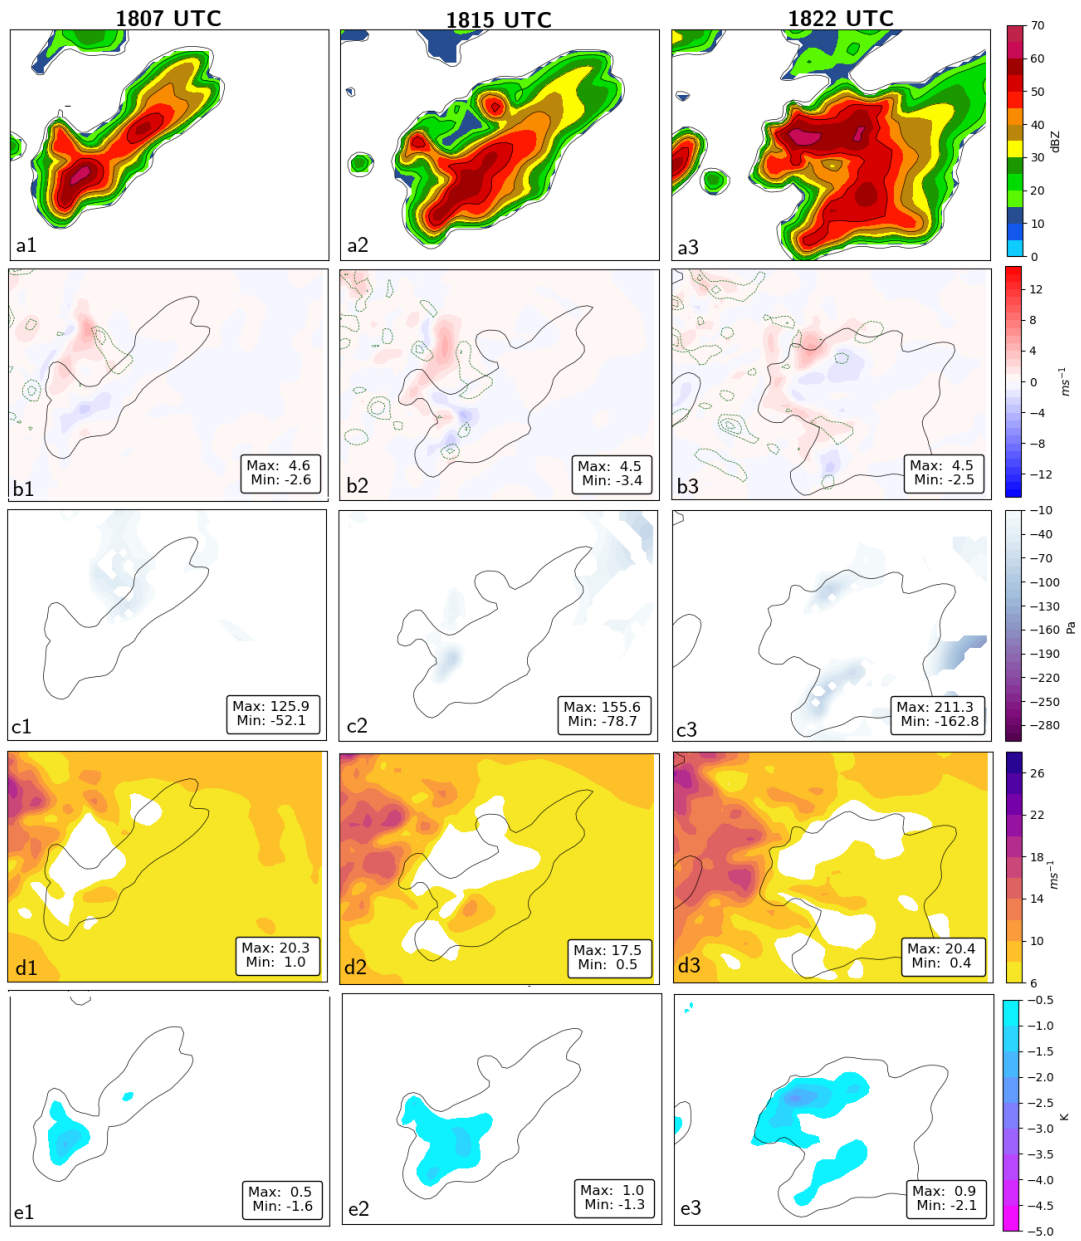 1807 UTC 1815 UTC 1822 UTC
70
60
50
40
30
20
10
0
dBZ
a1 a2 a3
12
8
4
0
−4
−8
−12
ms⁻¹
Max: 4.6
Min: -2.6
Max: 4.5
Min: -3.4
Max: 4.5
Min: -2.5
b1 b2 b3
−10
−40
−70
−100
−130
−160
−190
−220
−250
−280
Pa
Max: 125.9
Min: -52.1
Max: 155.6
Min: -78.7
Max: 211.3
Min: -162.8
c1 c2 c3
26
22
18
14
10
6
ms⁻¹
Max: 20.3
Min: 1.0
Max: 17.5
Min: 0.5
Max: 20.4
Min: 0.4
d1 d2 d3
−0.5
−1.0
−1.5
−2.0
−2.5
−3.0
−3.5
−4.0
−4.5
−5.0
K
Max: 0.5
Min: -1.6
Max: 1.0
Min: -1.3
Max: 0.9
Min: -2.1
e1 e2 e3